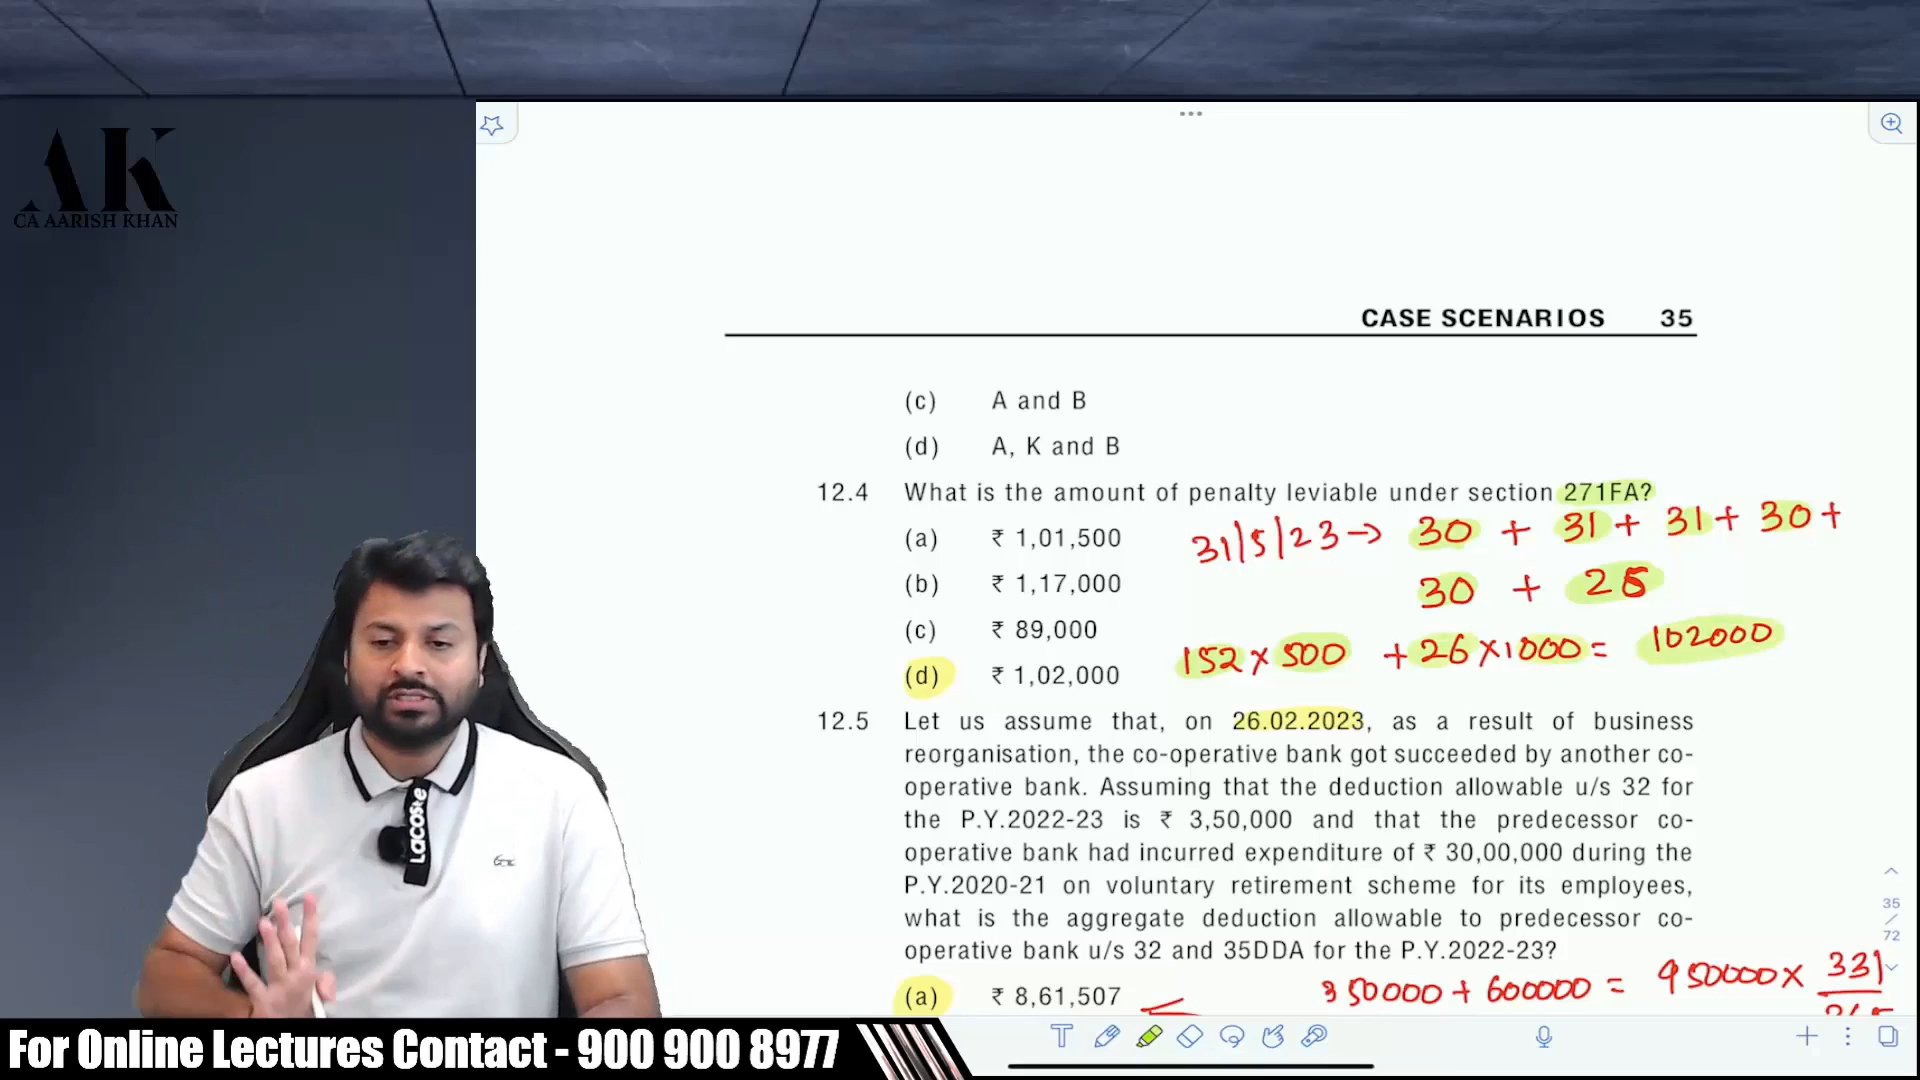 AK
CA AARISH KHAN
CASE SCENARIOS 35
(c) A and B
(d) A, K and B
12.4 What is the amount of penalty leviable under section 271FA?
(a) ₹ 1,01,500
31/5/23 → 30 + 31 + 31 + 30 +
(b) ₹ 1,17,000
30 + 26
(c) ₹ 89,000
152 × 500 + 26 × 1000 = 102000
(d) ₹ 1,02,000
12.5 Let us assume that, on 26.02.2023, as a result of business
reorganisation, the co-operative bank got succeeded by another co-
operative bank. Assuming that the deduction allowable u/s 32 for
the P.Y.2022-23 is ₹ 3,50,000 and that the predecessor co-
operative bank had incurred expenditure of ₹ 30,00,000 during the
P.Y.2020-21 on voluntary retirement scheme for its employees,
what is the aggregate deduction allowable to predecessor co-
operative bank u/s 32 and 35DDA for the P.Y.2022-23?
(a) ₹ 8,61,507
350000 + 600000 = 950000 × 331
35
/
72
Lacoste
For Online Lectures Contact - 900 900 8977